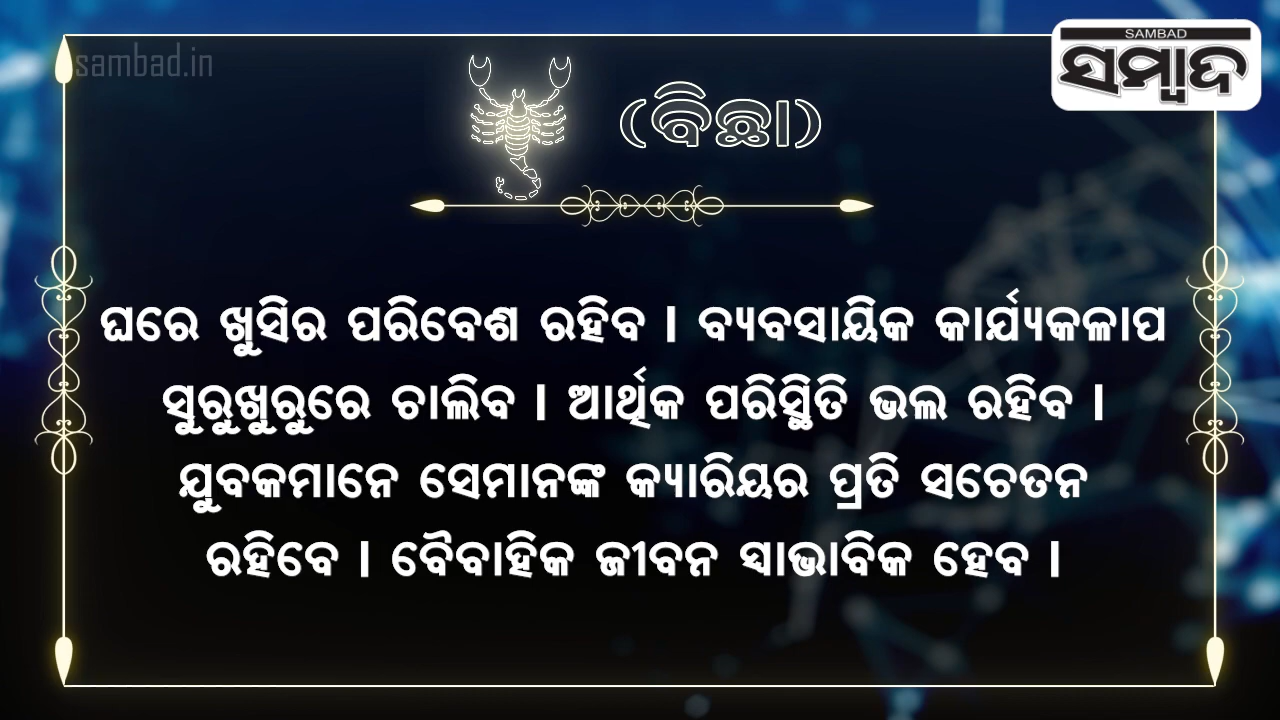 sambad.in
SAMBAD
ସମ୍ବାଦ
(ବିଛା)
ଘରେ ଖୁସିର ପରିବେଶ ରହିବ । ବ୍ୟବସାୟିକ କାର୍ଯ୍ୟକଳାପ
ସୁରୁଖୁରୁରେ ଚାଲିବ । ଆର୍ଥିକ ପରିସ୍ଥିତି ଭଲ ରହିବ ।
ଯୁବକମାନେ ସେମାନଙ୍କ କ୍ୟାରିୟର ପ୍ରତି ସଚେତନ
ରହିବେ । ବୈବାହିକ ଜୀବନ ସ୍ୱାଭାବିକ ହେବ ।